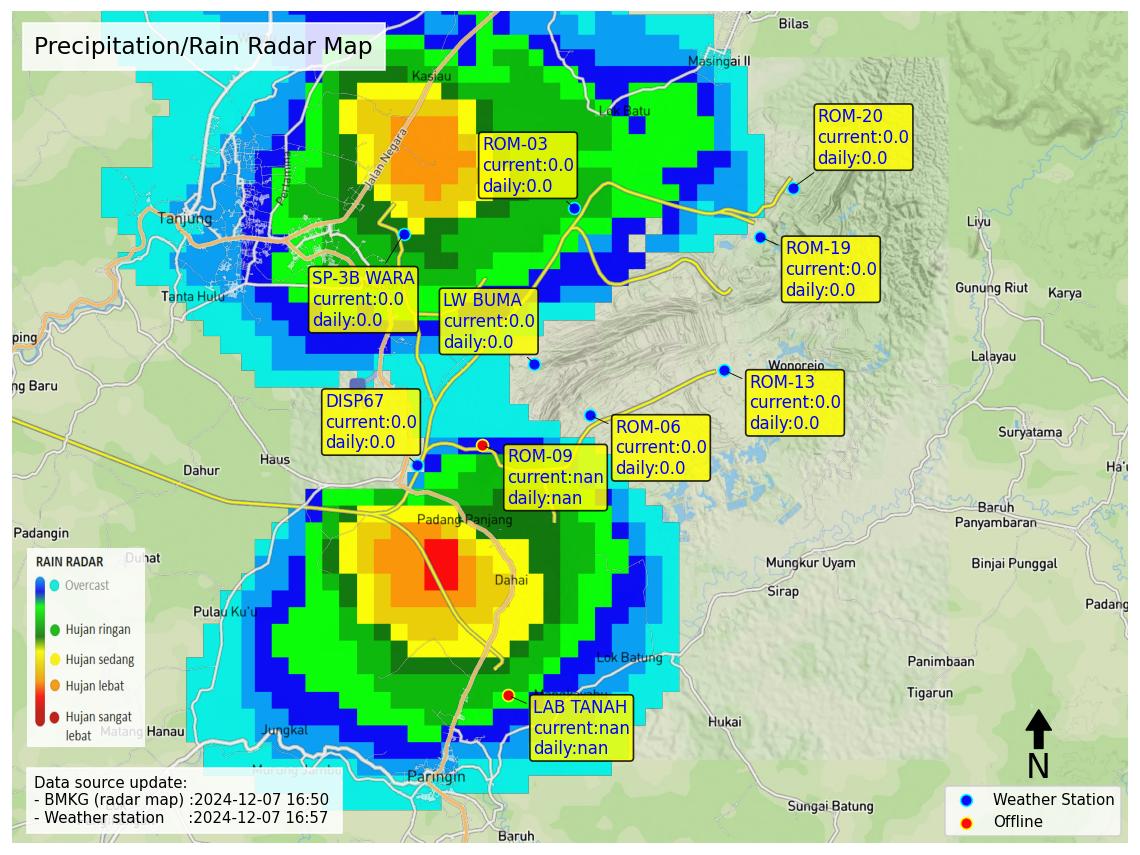 Precipitation/Rain Radar Map
Bilas
Masingai II
Kasiau
Lok Batu
Jalan Negara
Pertamina
Tanjung
Tanta Hulu
ROM-03
current:0.0
daily:0.0
ROM-20
current:0.0
daily:0.0
ROM-19
current:0.0
daily:0.0
SP-3B WARA
current:0.0
daily:0.0
LW BUMA
current:0.0
daily:0.0
Liyu
Gunung Riut
Karya
Lalayau
Wonorejo
ping
ng Baru
ROM-13
current:0.0
daily:0.0
DISP67
current:0.0
daily:0.0
ROM-06
current:0.0
daily:0.0
ROM-09
current:nan
daily:nan
Suryatama
Ha'u
Haus
Dahur
Baruh
Panyambaran
Padang Panjang
Padangin
Duhat
Dahai
Mungkur Uyam
Binjai Punggal
Sirap
Padang
Pulau Ku'u
RAIN RADAR
Overcast
Hujan ringan
Hujan sedang
Hujan lebat
Hujan sangat
lebat
Lok Batung
Panimbaan
Tigarun
LAB TANAH
current:nan
daily:nan
Hukai
Matang Hanau
Jungkal
Murung Jambu
Paringin
Sungai Batung
Baruh
Data source update:
- BMKG (radar map) :2024-12-07 16:50
- Weather station :2024-12-07 16:57
N
Weather Station
Offline